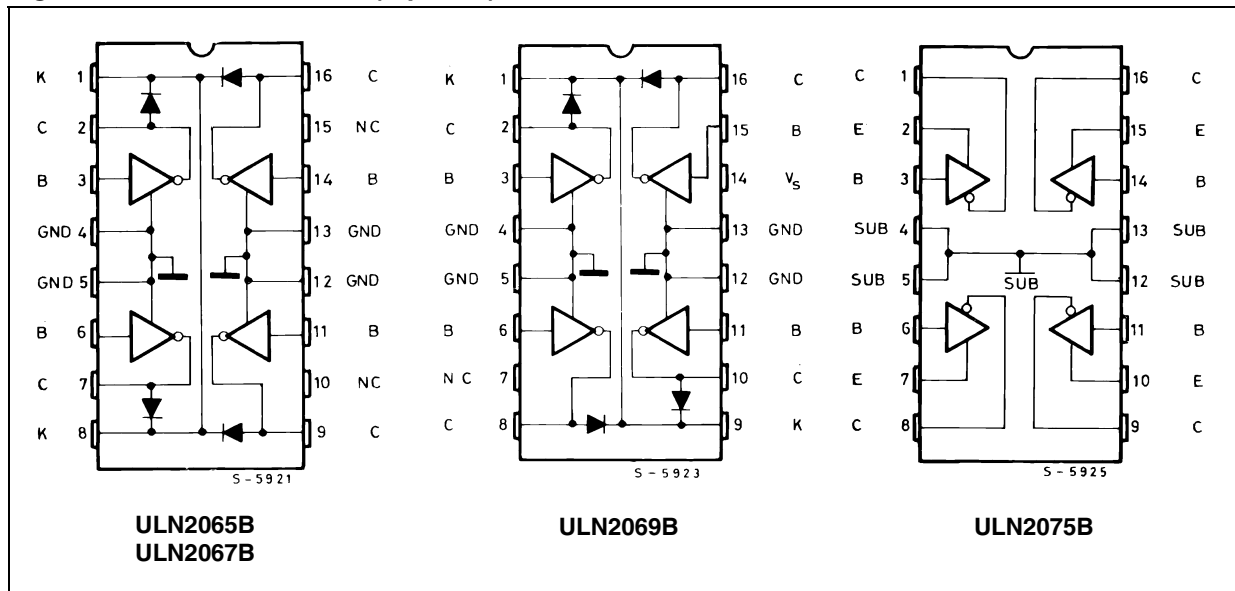 K 1 16 C
C 2 15 NC
B 3 14 B
GND 4 13 GND
GND 5 12 GND
B 6 11 B
C 7 10 NC
K 8 9 C
S-5921
ULN2065B
ULN2067B
K 1 16 C
C 2 15 B
B 3 14 Vs
GND 4 13 GND
GND 5 12 GND
B 6 11 B
NC 7 10 C
C 8 9 K
S-5923
ULN2069B
C 1 16 C
E 2 15 E
B 3 14 B
SUB 4 13 SUB
SUB 5 12 SUB
SUB
B 6 11 B
E 7 10 E
C 8 9 C
S-5925
ULN2075B